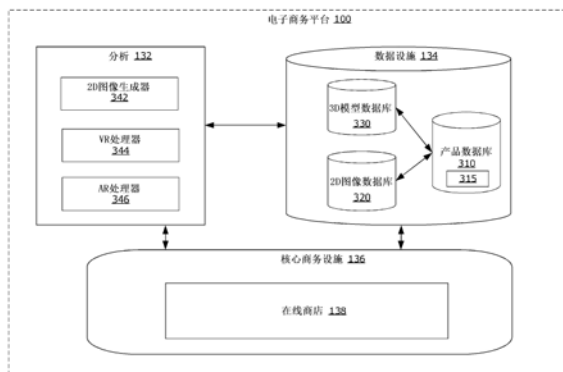 电子商务平台 100
分析 132
2D图像生成器
342
VR处理器
344
AR处理器
346
数据设施 134
3D模型数据库
330
2D图像数据库
320
产品数据库
310
315
核心商务设施 136
在线商店 138